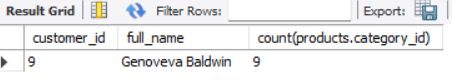 Result Grid Filter Rows: Export:
customer_id full_name count(products.category_id)
9 Genoveva Baldwin 9